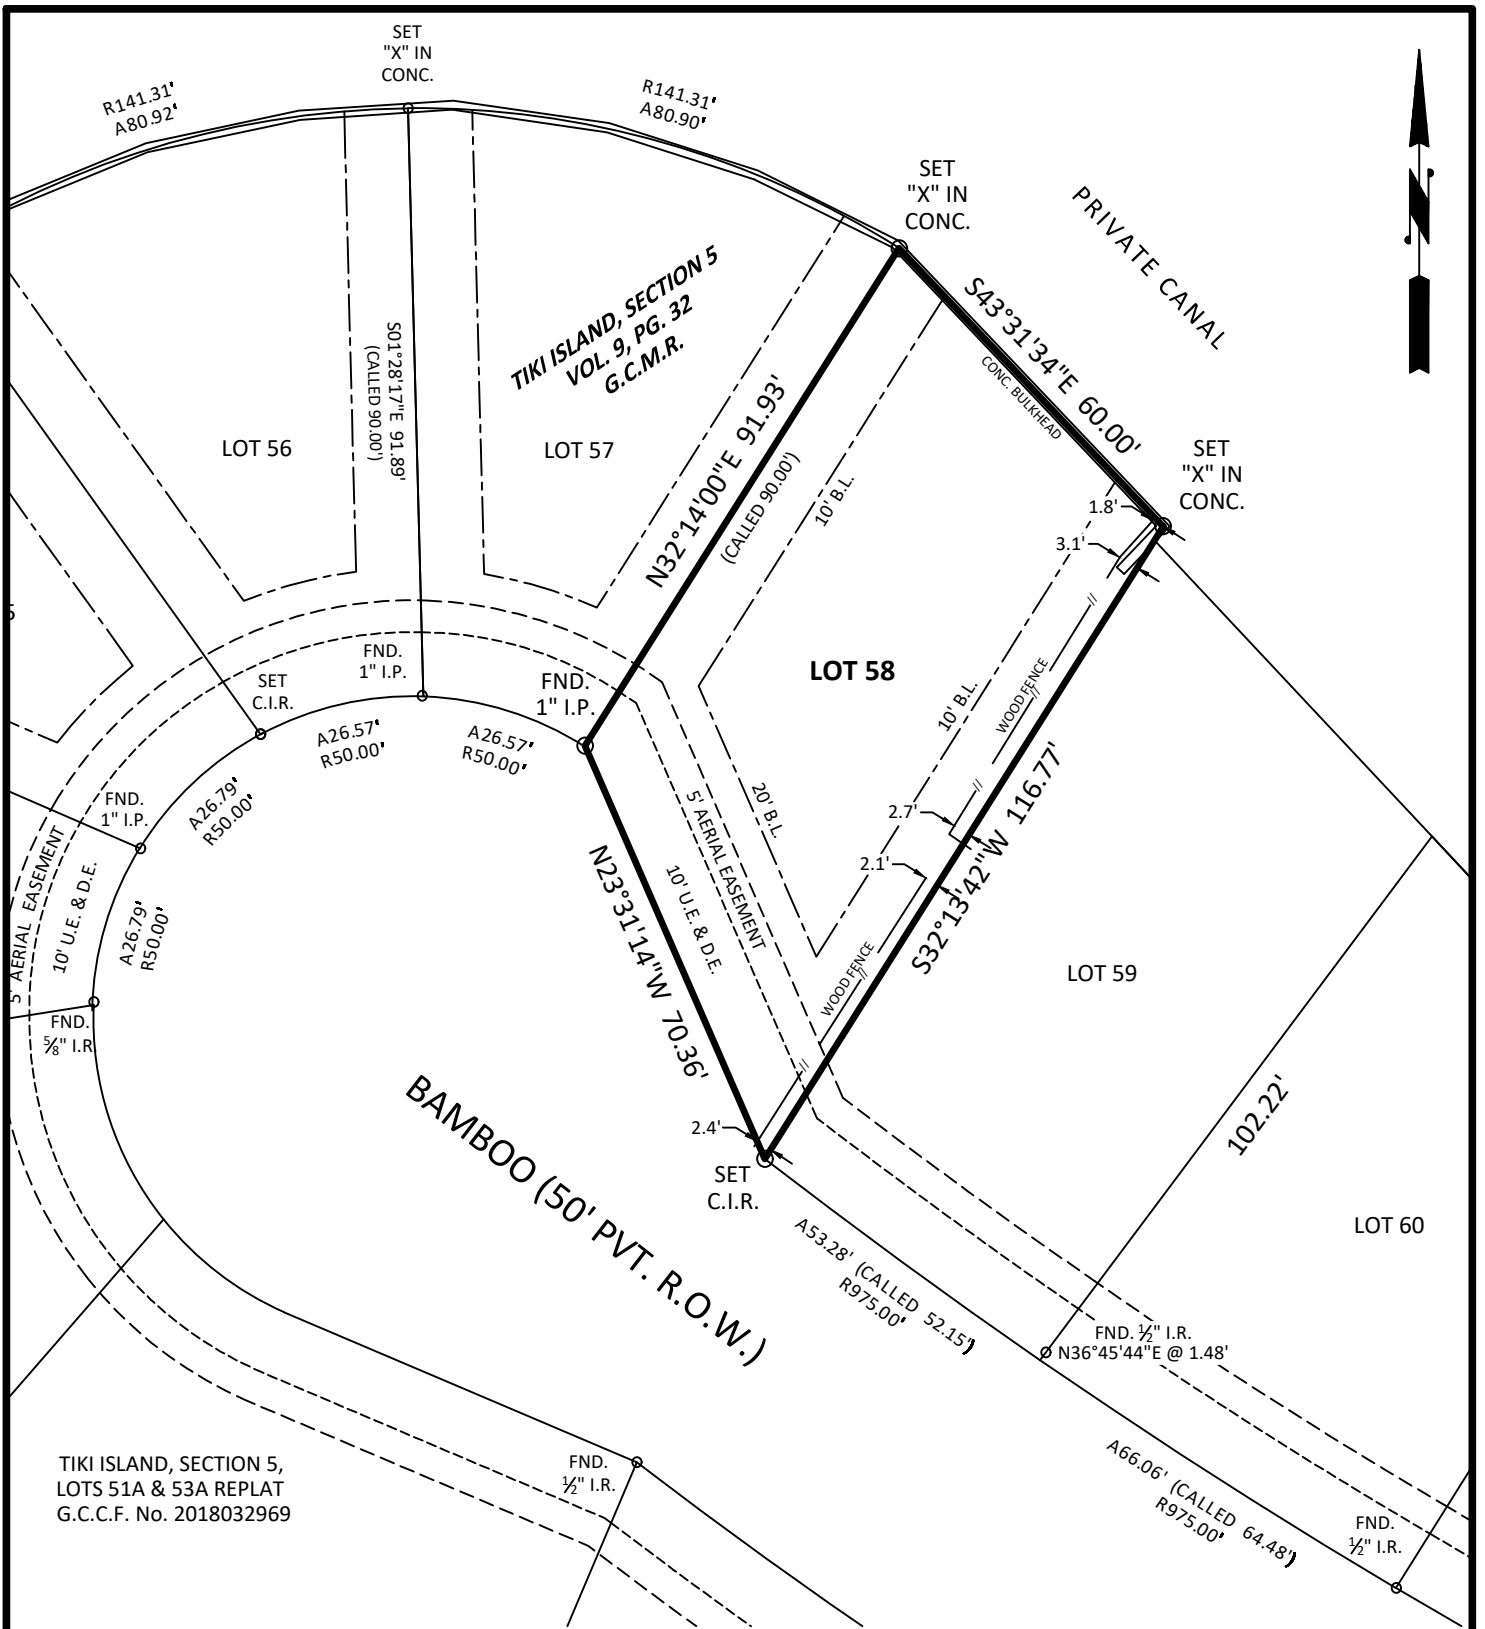 SET
"X" IN
CONC.
R141.31'
A80.92'
R141.31'
A80.90'
SET
"X" IN
CONC.
PRIVATE CANAL
N
S43°31'34"E 60.00'
CONC. BULKHEAD
TIKI ISLAND, SECTION 5
VOL. 9, PG. 32
G.C.M.R.
S01°28'17"E 91.89'
(CALLED 90.00')
LOT 56
LOT 57
N32°14'00"E 91.93'
(CALLED 90.00')
10' B.L.
SET
"X" IN
CONC.
1.8'
3.1'
FND.
1" I.P.
SET
C.I.R.
FND.
1" I.P.
LOT 58
WOOD FENCE
10' B.L.
A26.57'
R50.00'
A26.57'
R50.00'
A26.79'
R50.00'
FND.
1" I.P.
5' AERIAL EASEMENT
20' B.L.
2.7'
S32°13'42"W 116.77'
2.1'
N23°31'14"W 70.36'
10' U.E. & D.E.
5' AERIAL EASEMENT
10' U.E. & D.E.
A26.79'
R50.00'
WOOD FENCE
LOT 59
FND.
⅝" I.R.
BAMBOO (50' PVT. R.O.W.)
2.4'
SET
C.I.R.
102.22'
LOT 60
A53.28' (CALLED 52.15')
R975.00'
FND. ½" I.R.
N36°45'44"E @ 1.48'
TIKI ISLAND, SECTION 5,
LOTS 51A & 53A REPLAT
G.C.C.F. No. 2018032969
FND.
½" I.R.
A66.06' (CALLED 64.48')
R975.00'
FND.
½" I.R.